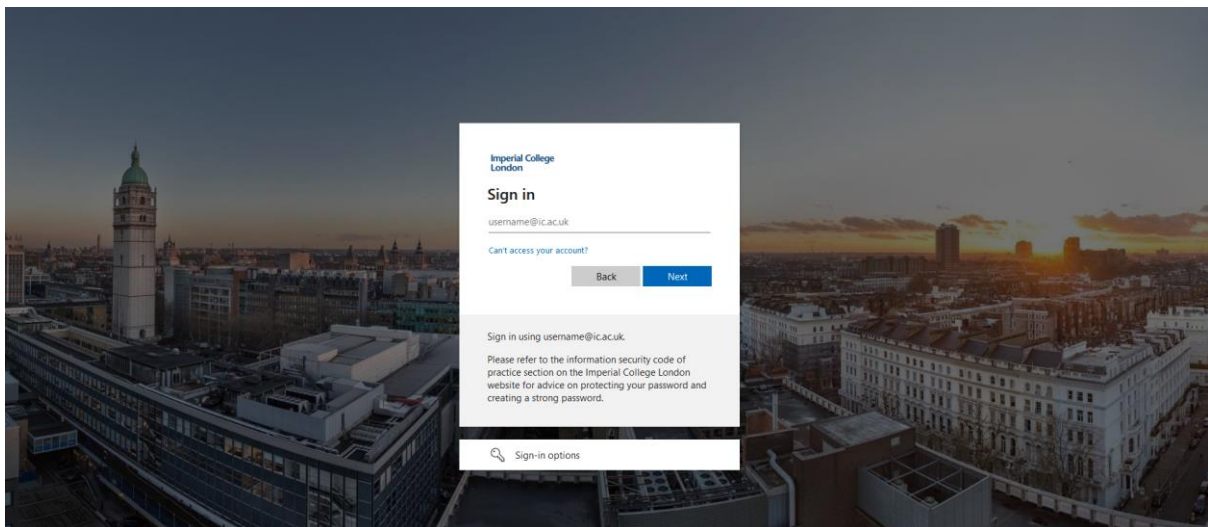 Imperial College
London
Sign in
username@ic.ac.uk
Can't access your account?
Back
Next
Sign in using username@ic.ac.uk.
Please refer to the information security code of
practice section on the Imperial College London
website for advice on protecting your password and
creating a strong password.
Sign-in options